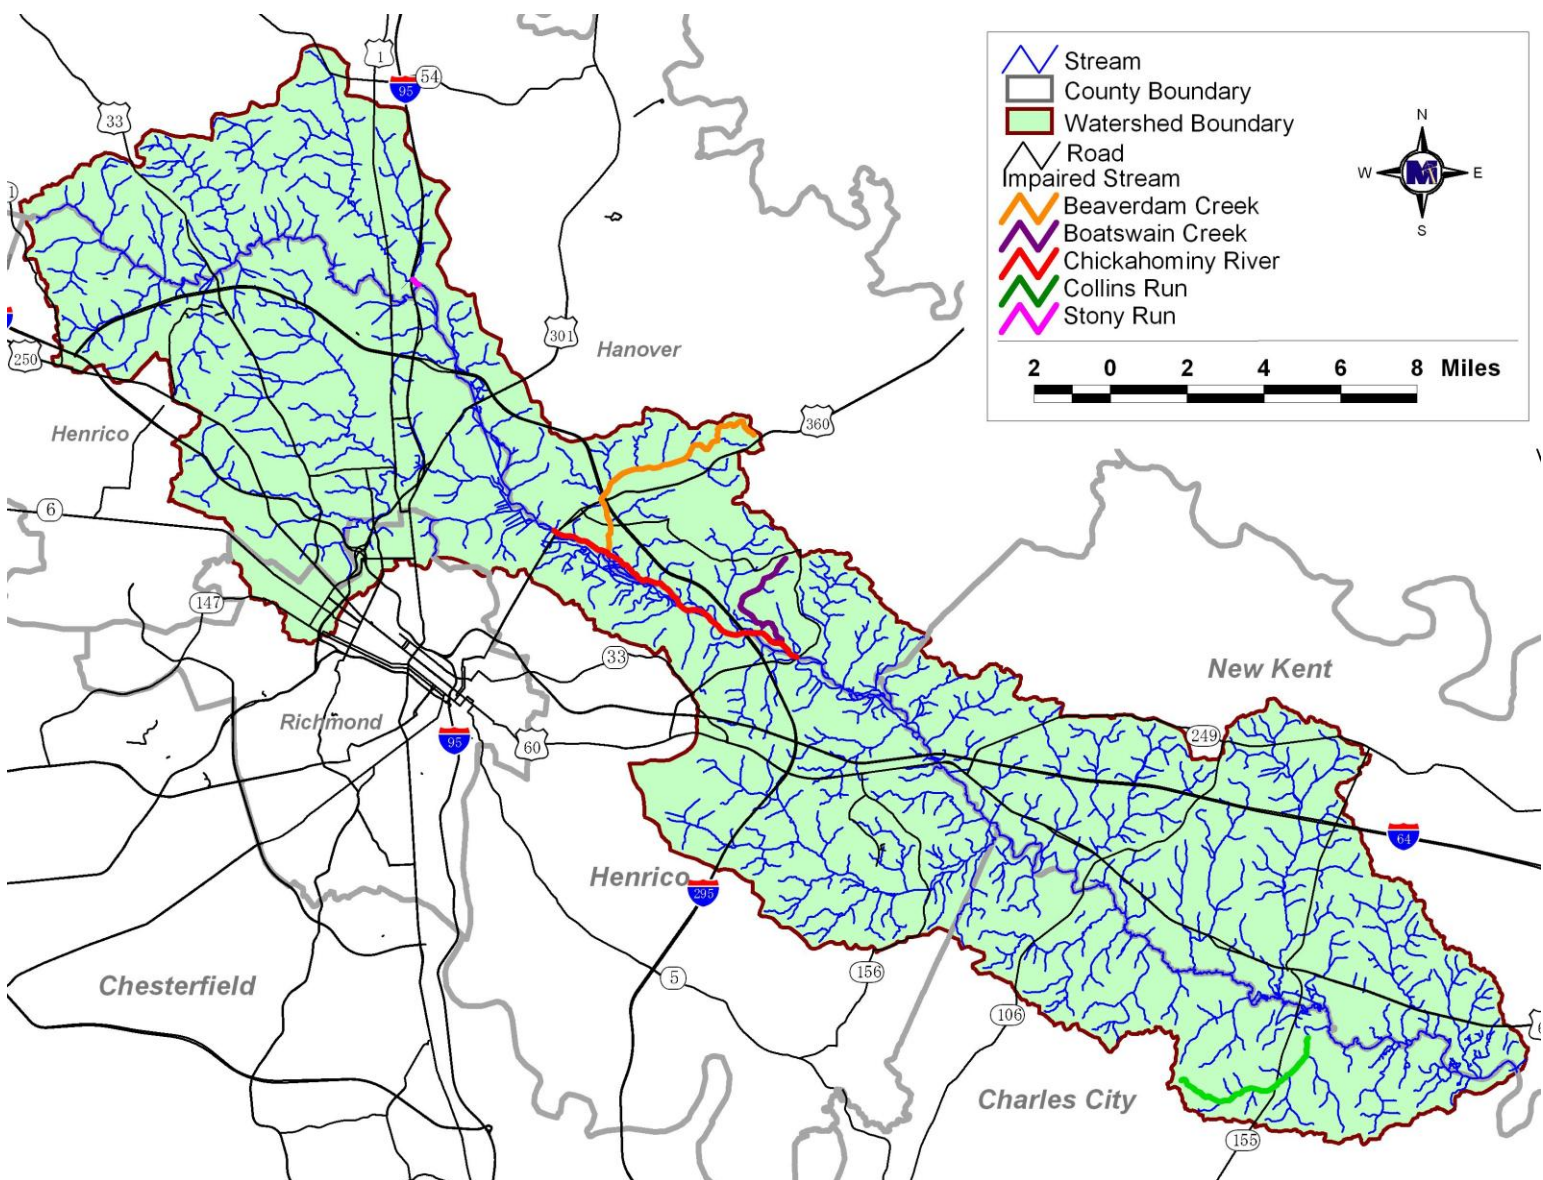 1
54
95
33
1
250
301
Hanover
Henrico
360
6
147
33
Richmond
95
60
New Kent
249
64
Henrico
295
Chesterfield
5
156
106
Charles City
155
6
Stream
County Boundary
Watershed Boundary
Road
Impaired Stream
Beaverdam Creek
Boatswain Creek
Chickahominy River
Collins Run
Stony Run
N
W E
S
2 0 2 4 6 8 Miles